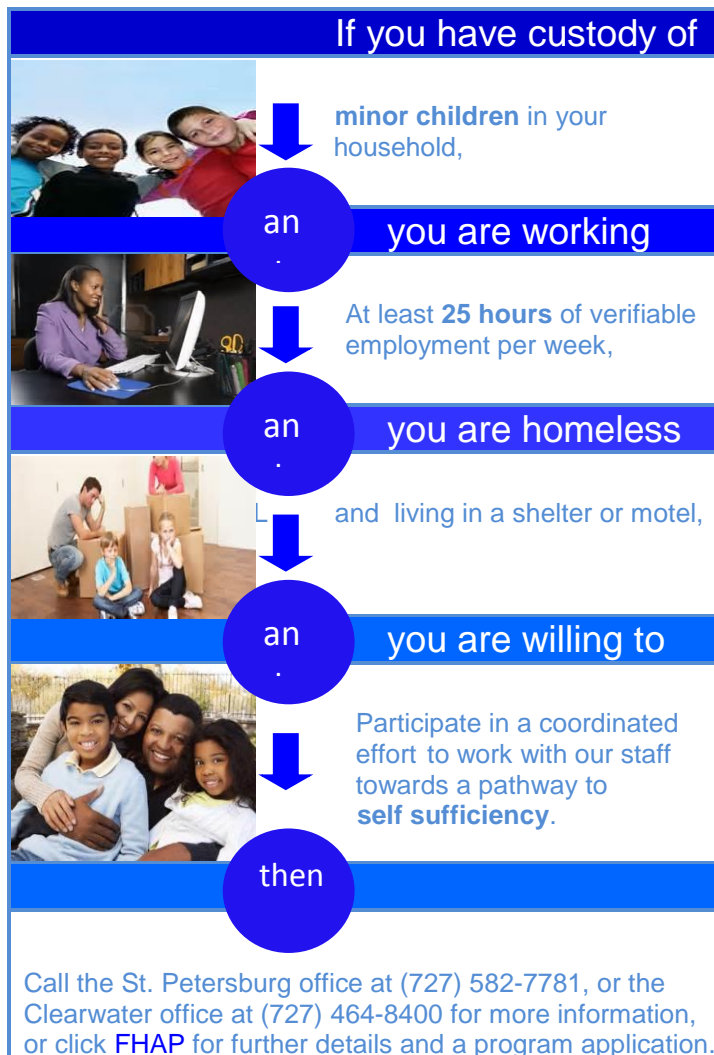 If you have custody of
minor children in your
household,
an
.
you are working
At least 25 hours of verifiable
employment per week,
an
.
you are homeless
L
and living in a shelter or motel,
an
.
you are willing to
Participate in a coordinated
effort to work with our staff
towards a pathway to
self sufficiency.
then
Call the St. Petersburg office at (727) 582-7781, or the
Clearwater office at (727) 464-8400 for more information,
or click FHAP for further details and a program application.